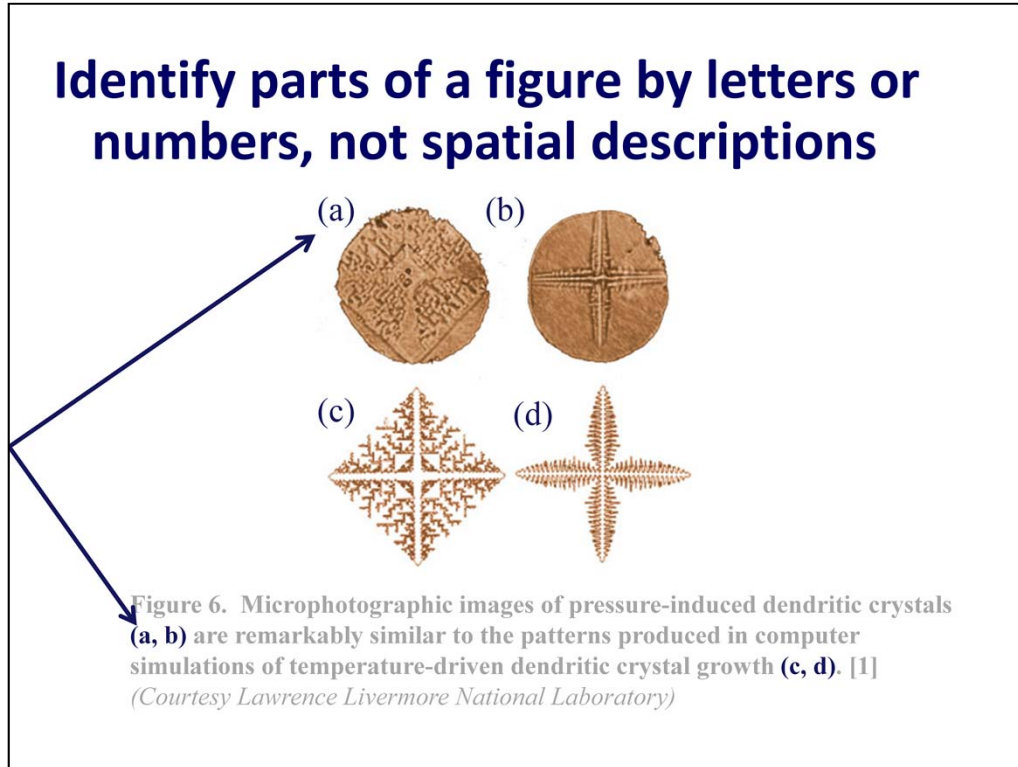 Identify parts of a figure by letters or
numbers, not spatial descriptions
(a) (b)
(c) (d)
Figure 6. Microphotographic images of pressure-induced dendritic crystals
(a, b) are remarkably similar to the patterns produced in computer
simulations of temperature-driven dendritic crystal growth (c, d). [1]
(Courtesy Lawrence Livermore National Laboratory)